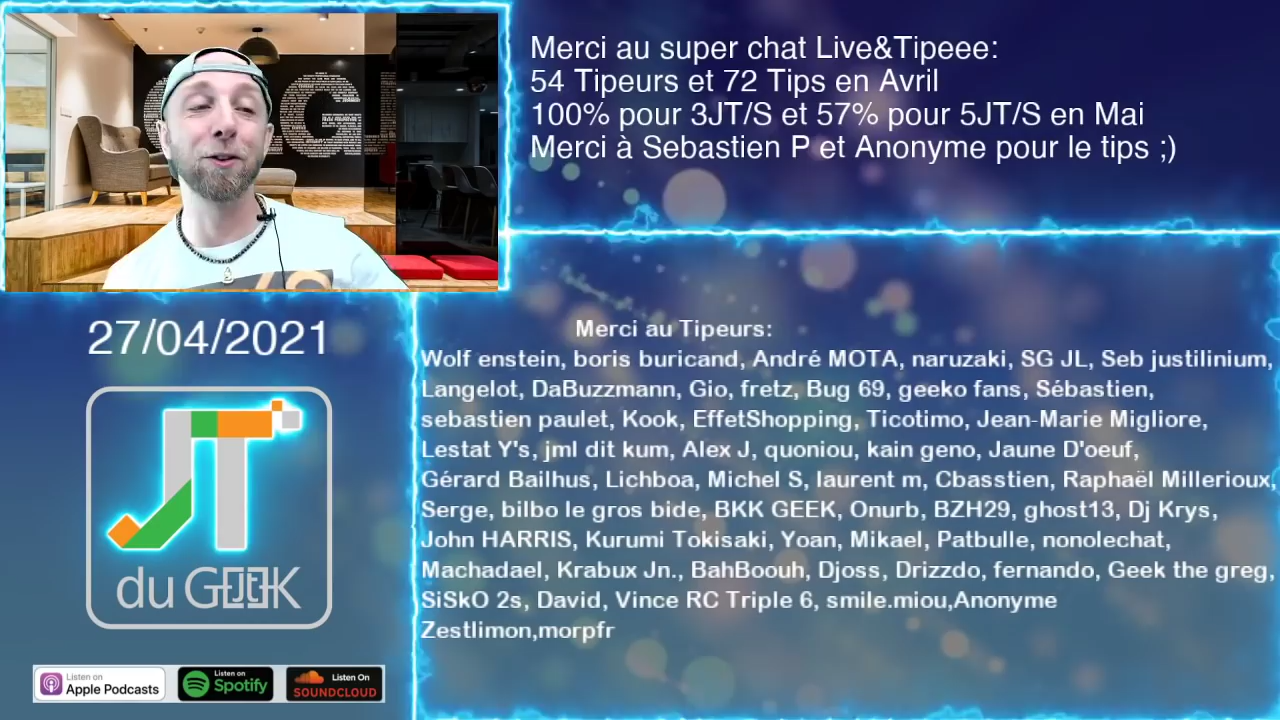 Merci au super chat Live&Tipeee:
54 Tipeurs et 72 Tips en Avril
100% pour 3JT/S et 57% pour 5JT/S en Mai
Merci à Sebastien P et Anonyme pour le tips ;)
27/04/2021
JT
du GEEK
Listen on
Apple Podcasts
Listen on
Spotify
Listen On
SOUNDCLOUD
Merci au Tipeurs:
Wolf enstein, boris buricand, André MOTA, naruzaki, SG JL, Seb justilinium,
Langelot, DaBuzzmann, Gio, fretz, Bug 69, geeko fans, Sébastien,
sebastien paulet, Kook, EffetShopping, Ticotimo, Jean-Marie Migliore,
Lestat Y's, jml dit kum, Alex J, quoniou, kain geno, Jaune D'oeuf,
Gérard Bailhus, Lichboa, Michel S, laurent m, Cbasstien, Raphaël Millerioux,
Serge, bilbo le gros bide, BKK GEEK, Onurb, BZH29, ghost13, Dj Krys,
John HARRIS, Kurumi Tokisaki, Yoan, Mikael, Patbulle, nonolechat,
Machadael, Krabux Jn., BahBoouh, Djoss, Drizzdo, fernando, Geek the greg,
SiSkO 2s, David, Vince RC Triple 6, smile.miou,Anonyme
Zestlimon,morpfr